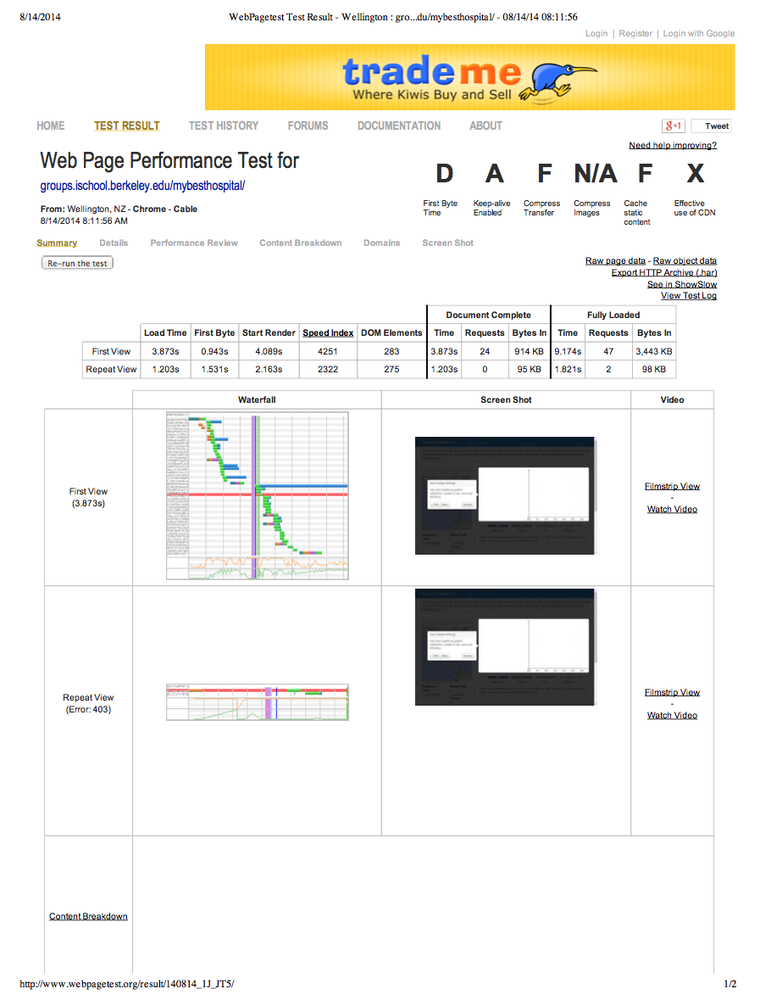 8/14/2014 WebPagetest Test Result - Wellington : gro...du/mybesthospital/ - 08/14/14 08:11:56
Login | Register | Login with Google
trademe
Where Kiwis Buy and Sell
HOME TEST RESULT TEST HISTORY FORUMS DOCUMENTATION ABOUT
g+1 Tweet
Need help improving?
Web Page Performance Test for
groups.ischool.berkeley.edu/mybesthospital/
From: Wellington, NZ - Chrome - Cable
8/14/2014 8:11:56 AM
D A F N/A F X
First Byte Time
Keep-alive Enabled
Compress Transfer
Compress Images
Cache static content
Effective use of CDN
Summary Details Performance Review Content Breakdown Domains Screen Shot
Re-run the test
Raw page data - Raw object data
Export HTTP Archive (.har)
See in ShowSlow
View Test Log
Document Complete Fully Loaded
Load Time First Byte Start Render Speed Index DOM Elements Time Requests Bytes In Time Requests Bytes In
First View 3.873s 0.943s 4.089s 4251 283 3.873s 24 914 KB 9.174s 47 3,443 KB
Repeat View 1.203s 1.531s 2.163s 2322 275 1.203s 0 95 KB 1.821s 2 98 KB
Waterfall Screen Shot Video
First View
(3.873s)
Filmstrip View
-
Watch Video
Repeat View
(Error: 403)
Filmstrip View
-
Watch Video
Content Breakdown
http://www.webpagetest.org/result/140814_1J_JT5/ 1/2